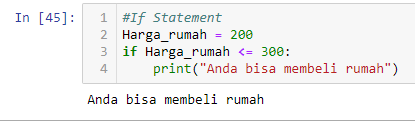 In [45]:
1 #If Statement
2 Harga_rumah = 200
3 if Harga_rumah <= 300:
4     print("Anda bisa membeli rumah")
Anda bisa membeli rumah